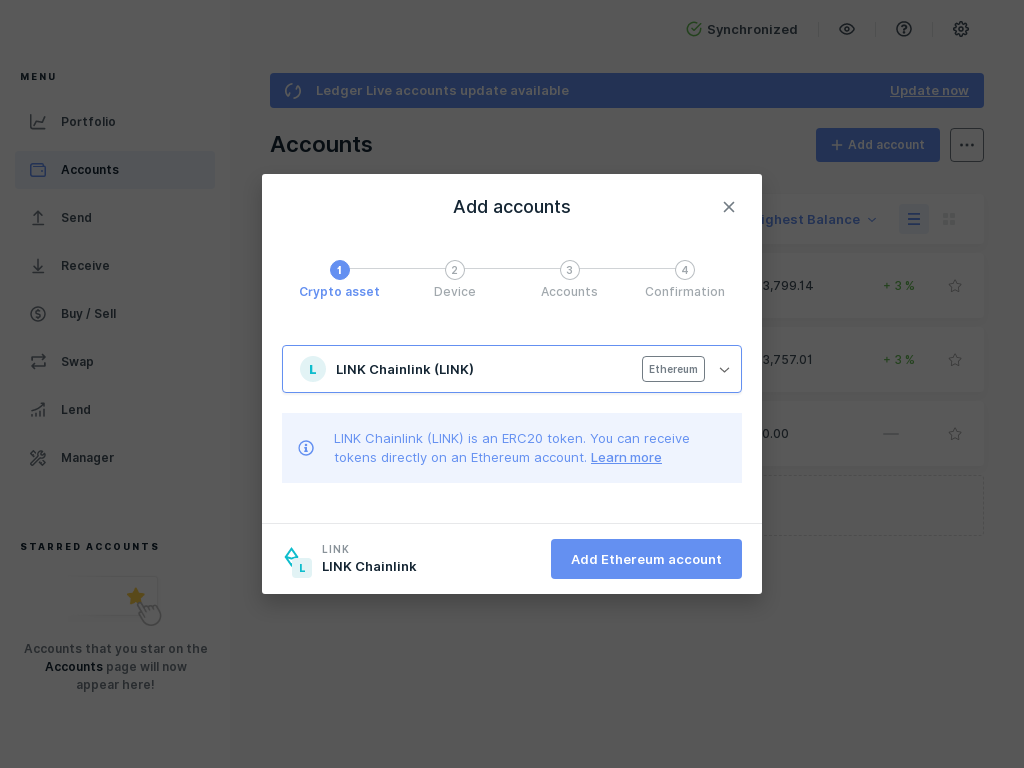 Synchronized
MENU
Ledger Live accounts update available
Update now
Portfolio
Accounts
+ Add account
Accounts
Send
Add accounts
ighest Balance
Receive
1
2
3
4
Crypto asset
Device
Accounts
Confirmation
3,799.14
+ 3 %
Buy / Sell
Swap
L
LINK Chainlink (LINK)
Ethereum
3,757.01
+ 3 %
Lend
LINK Chainlink (LINK) is an ERC20 token. You can receive
tokens directly on an Ethereum account. Learn more
0.00
—
Manager
STARRED ACCOUNTS
LINK
L
LINK Chainlink
Add Ethereum account
Accounts that you star on the
Accounts page will now
appear here!